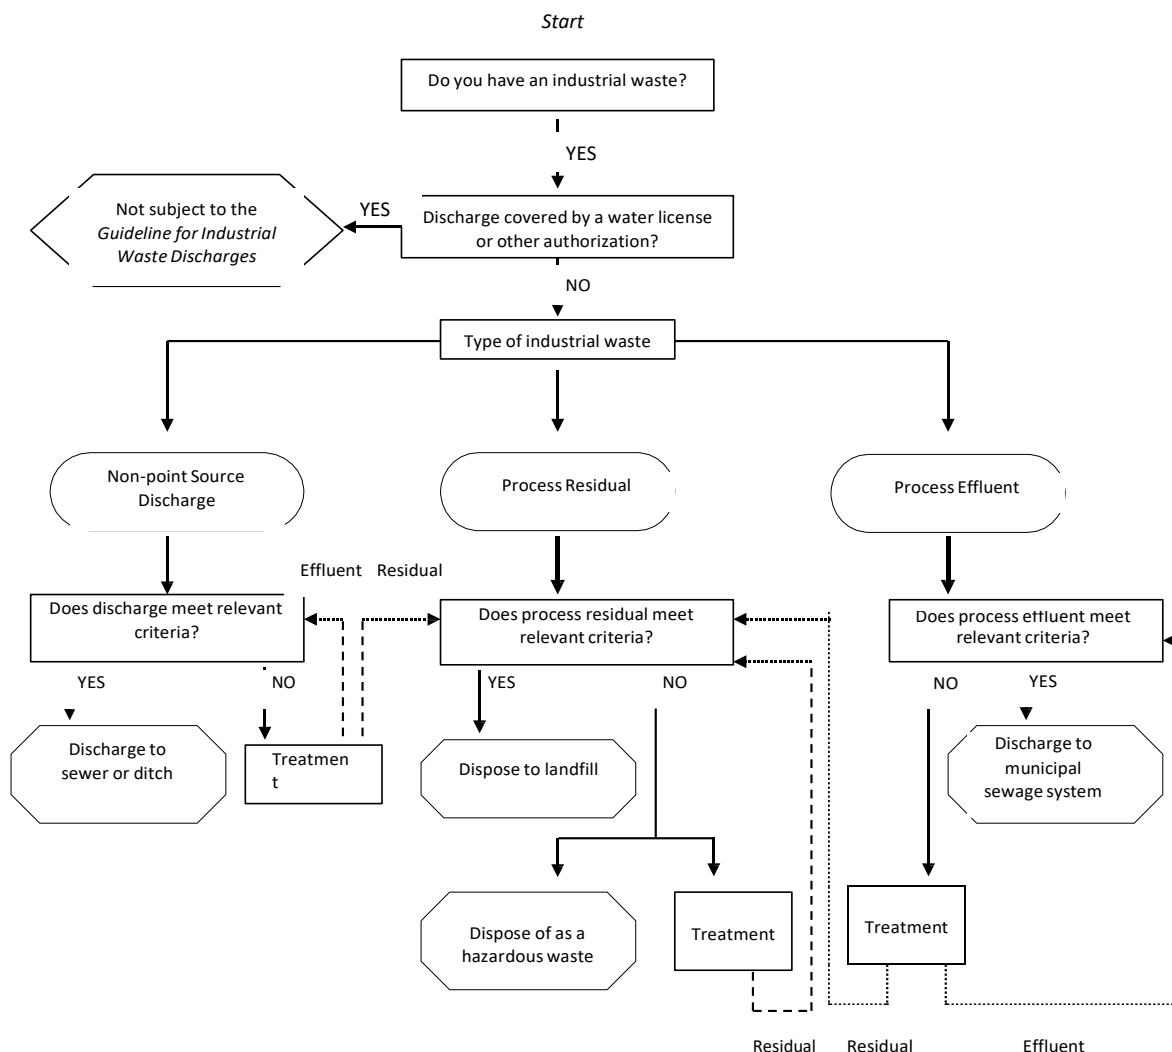 Start
Do you have an industrial waste?
YES
Not subject to the
Guideline for Industrial
Waste Discharges
YES
Discharge covered by a water license
or other authorization?
NO
Type of industrial waste
Non-point Source
Discharge
Process Residual
Process Effluent
Effluent
Residual
Does discharge meet relevant
criteria?
Does process residual meet
relevant criteria?
Does process effluent meet
relevant criteria?
YES
NO
YES
NO
NO
YES
Discharge to
sewer or ditch
Treatmen
t
Dispose to landfill
Discharge to
municipal
sewage system
Dispose of as a
hazardous waste
Treatment
Treatment
Residual
Residual
Effluent